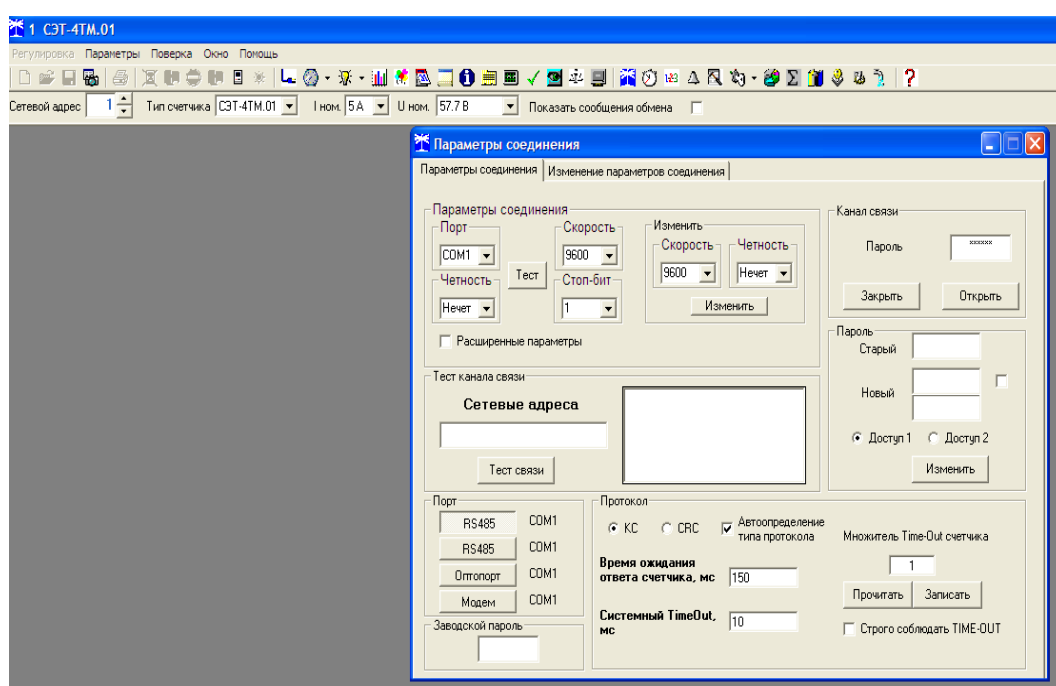 1 СЭТ-4ТМ.01
Регулировка Параметры Поверка Окно Помощь
Сетевой адрес 1 Тип счетчика СЭТ-4ТМ.01 I ном. 5 А U ном. 57.7 В Показать сообщения обмена
Параметры соединения
Параметры соединения Изменение параметров соединения
Параметры соединения
Порт
COM1
Четность
Нечет
Тест
Скорость
9600
Стоп-бит
1
Изменить
Скорость
9600
Четность
Нечет
Изменить
Расширенные параметры
Канал связи
Пароль xxxxxx
Закрыть Открыть
Пароль
Старый
Новый
Доступ 1 Доступ 2
Изменить
Тест канала связи
Сетевые адреса
Тест связи
Порт
RS485 COM1
RS485 COM1
Оптопорт COM1
Модем COM1
Заводской пароль
Протокол
КС CRC Автоопределение
типа протокола
Время ожидания
ответа счетчика, мс 150
Системный TimeOut,
мс 10
Множитель Time-Out счетчика
1
Прочитать Записать
Строго соблюдать TIME-OUT